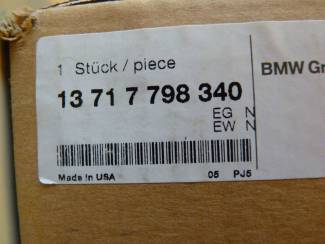 1 Stück / piece
BMW Gr
13 71 7 798 340
EG N
EW N
Made in USA 05 PJ5